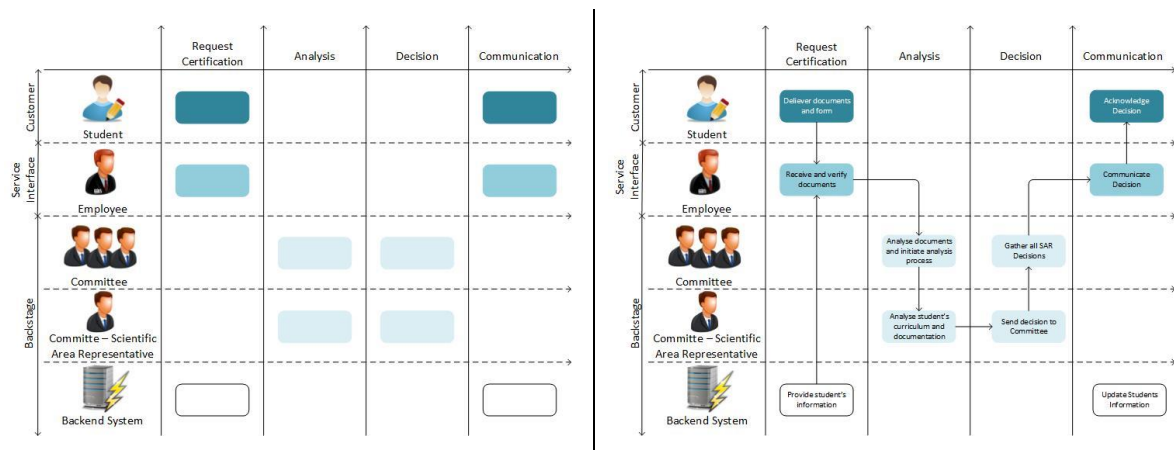 Request
Certification
Analysis
Decision
Communication
Customer
Student
Service
Interface
Employee
Committee
Backstage
Committe – Scientific
Area Representative
Backend System
Request
Certification
Analysis
Decision
Communication
Customer
Student
Deliever documents
and form
Acknowledge
Decision
Service
Interface
Employee
Receive and verify
documents
Communicate
Decision
Committee
Analyse documents
and initiate analysis
process
Gather all SAR
Decisions
Backstage
Committe – Scientific
Area Representative
Analyse student's
curriculum and
documentation
Send decision to
Committee
Backend System
Provide student's
information
Update Students
Information